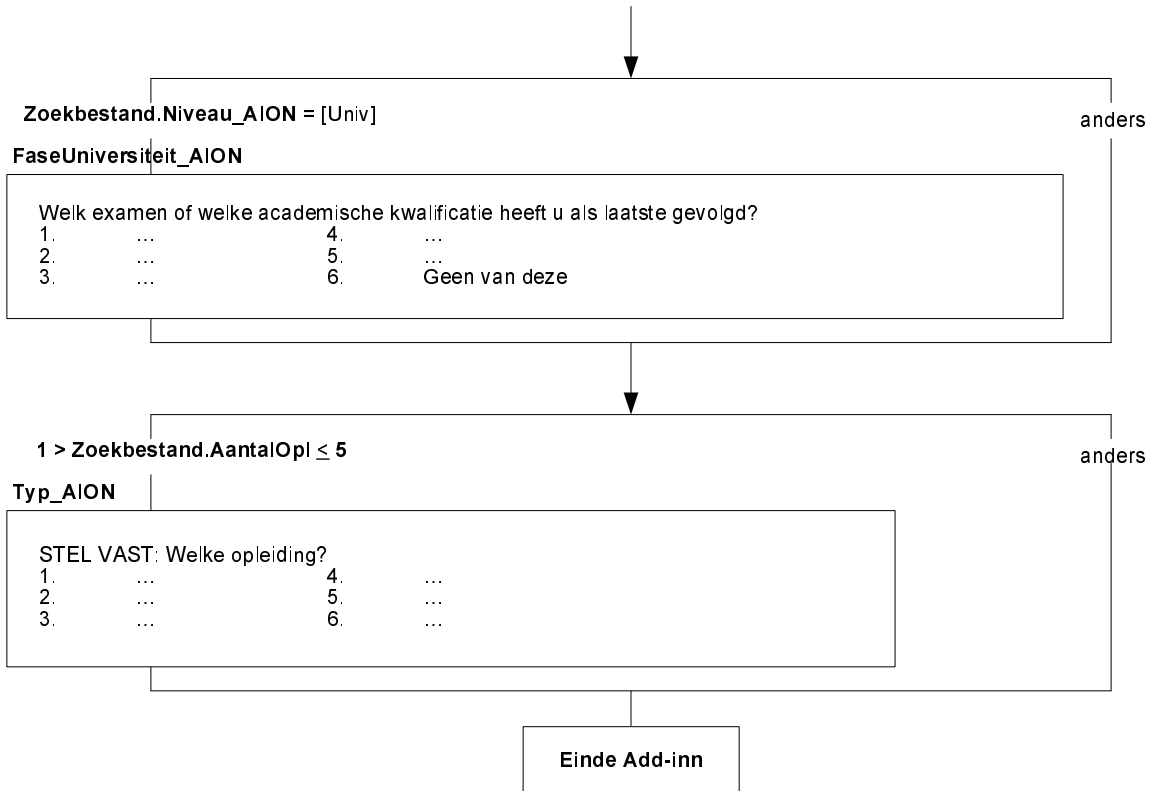 Zoekbestand.Niveau_AION = [Univ]
anders
FaseUniversiteit_AION
Welk examen of welke academische kwalificatie heeft u als laatste gevolgd?
1. ... 4. ...
2. ... 5. ...
3. ... 6. Geen van deze
1 > Zoekbestand.AantalOpl ≤ 5
anders
Typ_AION
STEL VAST: Welke opleiding?
1. ... 4. ...
2. ... 5. ...
3. ... 6. ...
Einde Add-inn